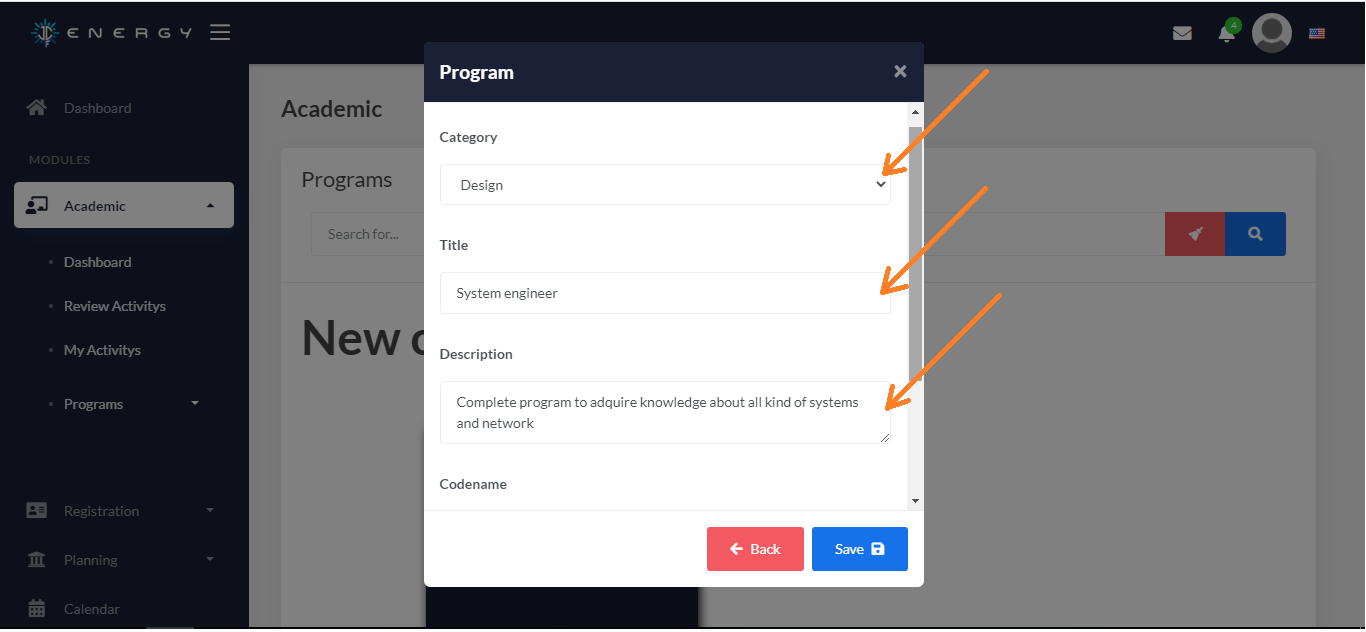 ENERGY
4
Dashboard
MODULES
Academic
Dashboard
Review Activitys
My Activitys
Programs
Registration
Planning
Calendar
Academic
Programs
Search for...
New
Program
×
Category
Design
Title
System engineer
Description
Complete program to adquire knowledge about all kind of systems
and network
Codename
Back
Save